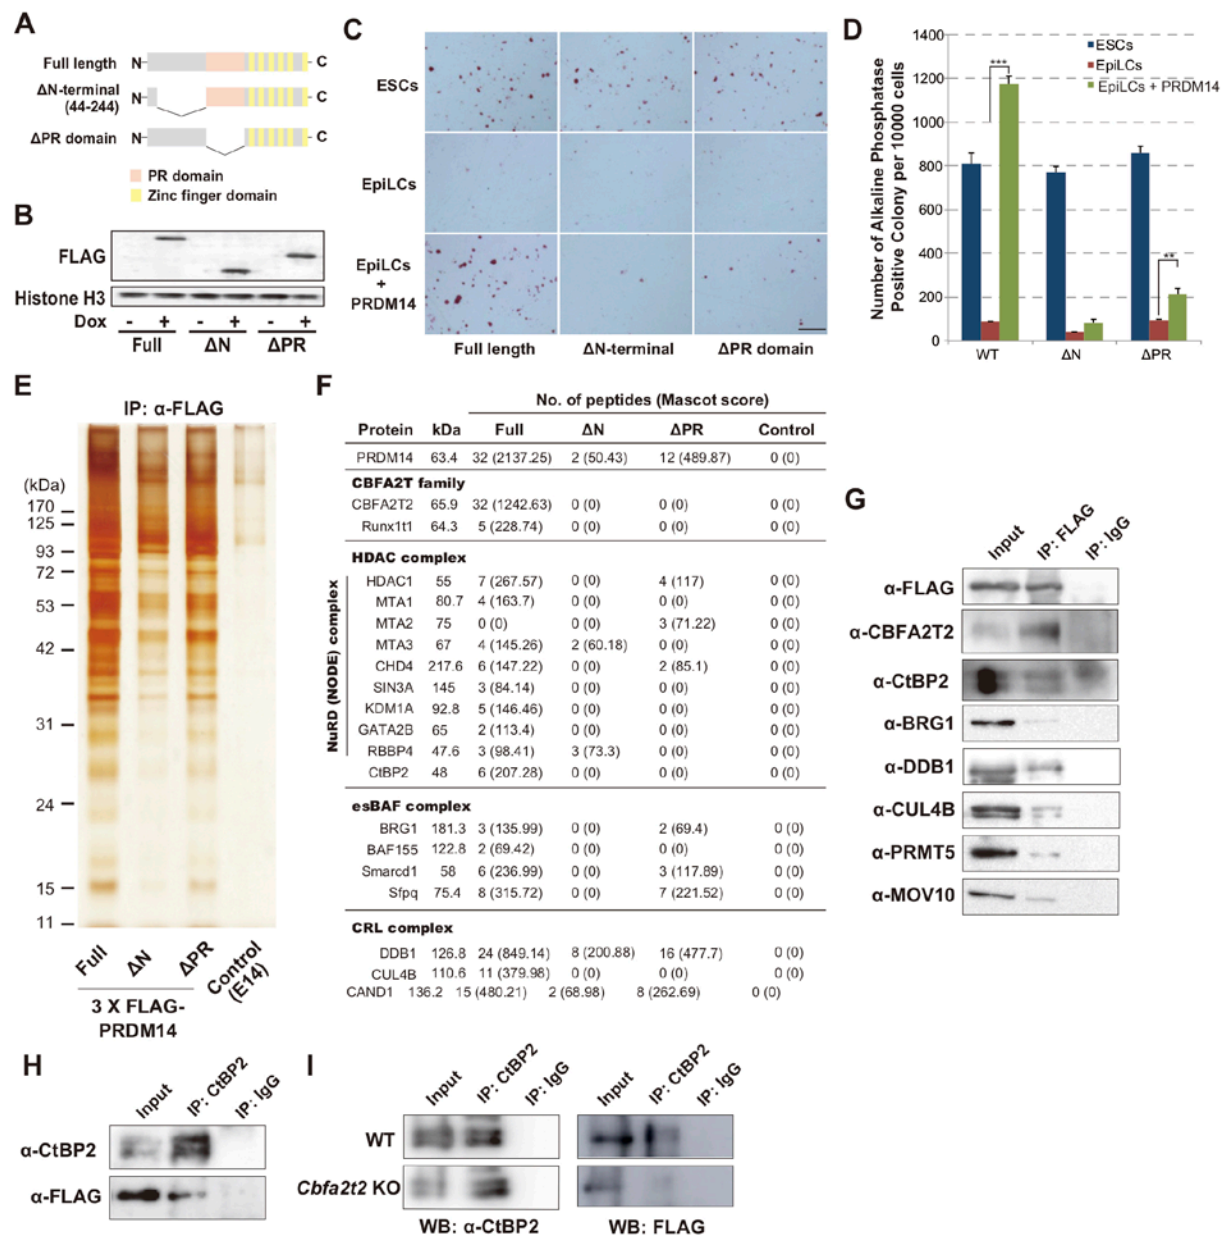 A
Full length N C
ΔN-terminal (44-244) N C
ΔPR domain N C
PR domain
Zinc finger domain
B
FLAG
Histone H3
Dox - + - + - +
Full ΔN ΔPR
C
ESCs
EpiLCs
EpiLCs
+
PRDM14
Full length ΔN-terminal ΔPR domain
D
Number of Alkaline Phosphatase
Positive Colony per 10000 cells
1400
1200
1000
800
600
400
200
0
ESCs
EpiLCs
EpiLCs + PRDM14
***
**
WT ΔN ΔPR
E
IP: α-FLAG
(kDa)
170
125
93
72
53
42
31
24
15
11
Full ΔN ΔPR Control (E14)
3 X FLAG-
PRDM14
F
No. of peptides (Mascot score)
Protein kDa Full ΔN ΔPR Control
PRDM14 63.4 32 (2137.25) 2 (50.43) 12 (489.87) 0 (0)
CBFA2T family
CBFA2T2 65.9 32 (1242.63) 0 (0) 0 (0) 0 (0)
Runx1t1 64.3 5 (228.74) 0 (0) 0 (0) 0 (0)
HDAC complex
NuRD (NODE) complex
HDAC1 55 7 (267.57) 0 (0) 4 (117) 0 (0)
MTA1 80.7 4 (163.7) 0 (0) 0 (0) 0 (0)
MTA2 75 0 (0) 0 (0) 3 (71.22) 0 (0)
MTA3 67 4 (145.26) 2 (60.18) 0 (0) 0 (0)
CHD4 217.6 6 (147.22) 0 (0) 2 (85.1) 0 (0)
SIN3A 145 3 (84.14) 0 (0) 0 (0) 0 (0)
KDM1A 92.8 5 (146.46) 0 (0) 0 (0) 0 (0)
GATA2B 65 2 (113.4) 0 (0) 0 (0) 0 (0)
RBBP4 47.6 3 (98.41) 3 (73.3) 0 (0) 0 (0)
CtBP2 48 6 (207.28) 0 (0) 0 (0) 0 (0)
esBAF complex
BRG1 181.3 3 (135.99) 0 (0) 2 (69.4) 0 (0)
BAF155 122.8 2 (69.42) 0 (0) 0 (0) 0 (0)
Smarcd1 58 6 (236.99) 0 (0) 3 (117.89) 0 (0)
Sfpq 75.4 8 (315.72) 0 (0) 7 (221.52) 0 (0)
CRL complex
DDB1 126.8 24 (849.14) 8 (200.88) 16 (477.7) 0 (0)
CUL4B 110.6 11 (379.98) 0 (0) 0 (0) 0 (0)
CAND1 136.2 15 (480.21) 2 (68.98) 8 (262.69) 0 (0)
G
Input IP: FLAG IP: IgG
α-FLAG
α-CBFA2T2
α-CtBP2
α-BRG1
α-DDB1
α-CUL4B
α-PRMT5
α-MOV10
H
Input IP: CtBP2 IP: IgG
α-CtBP2
α-FLAG
I
Input IP: CtBP2 IP: IgG Input IP: CtBP2 IP: IgG
WT
Cbfa2t2 KO
WB: α-CtBP2 WB: FLAG